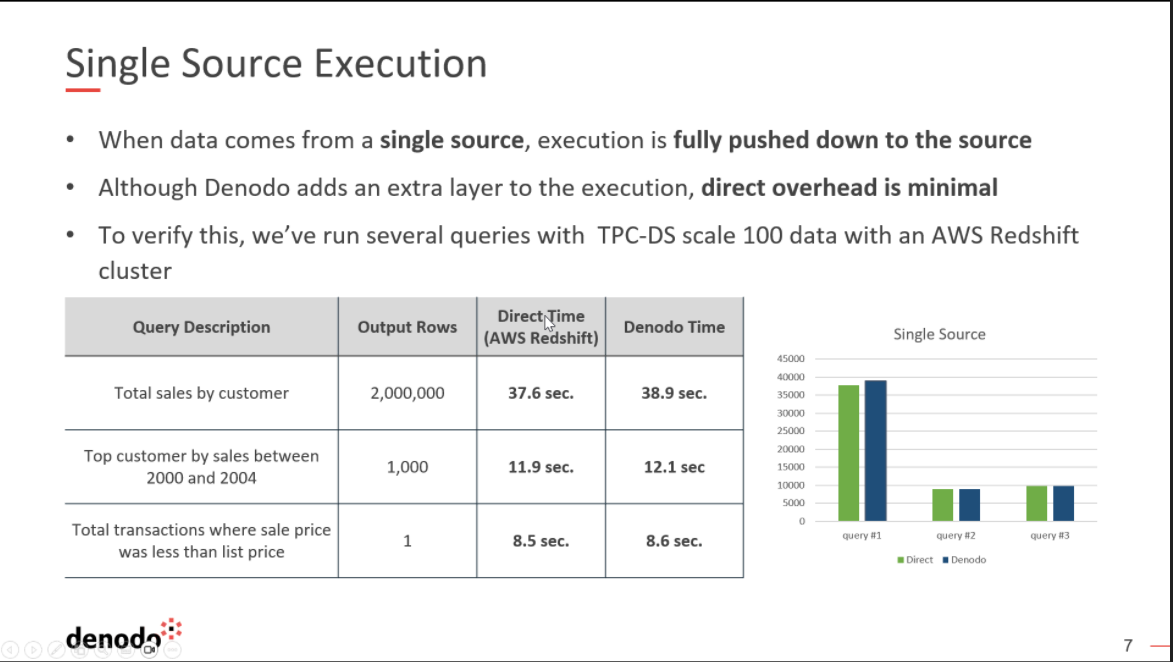 Single Source Execution
• When data comes from a single source, execution is fully pushed down to the source
• Although Denodo adds an extra layer to the execution, direct overhead is minimal
• To verify this, we’ve run several queries with TPC-DS scale 100 data with an AWS Redshift
cluster
Query Description
Output Rows
Direct Time
(AWS Redshift)
Denodo Time
Total sales by customer
2,000,000
37.6 sec.
38.9 sec.
Top customer by sales between
2000 and 2004
1,000
11.9 sec.
12.1 sec
Total transactions where sale price
was less than list price
1
8.5 sec.
8.6 sec.
Single Source
45000
40000
35000
30000
25000
20000
15000
10000
5000
0
query #1
query #2
query #3
Direct
Denodo
denodo
7